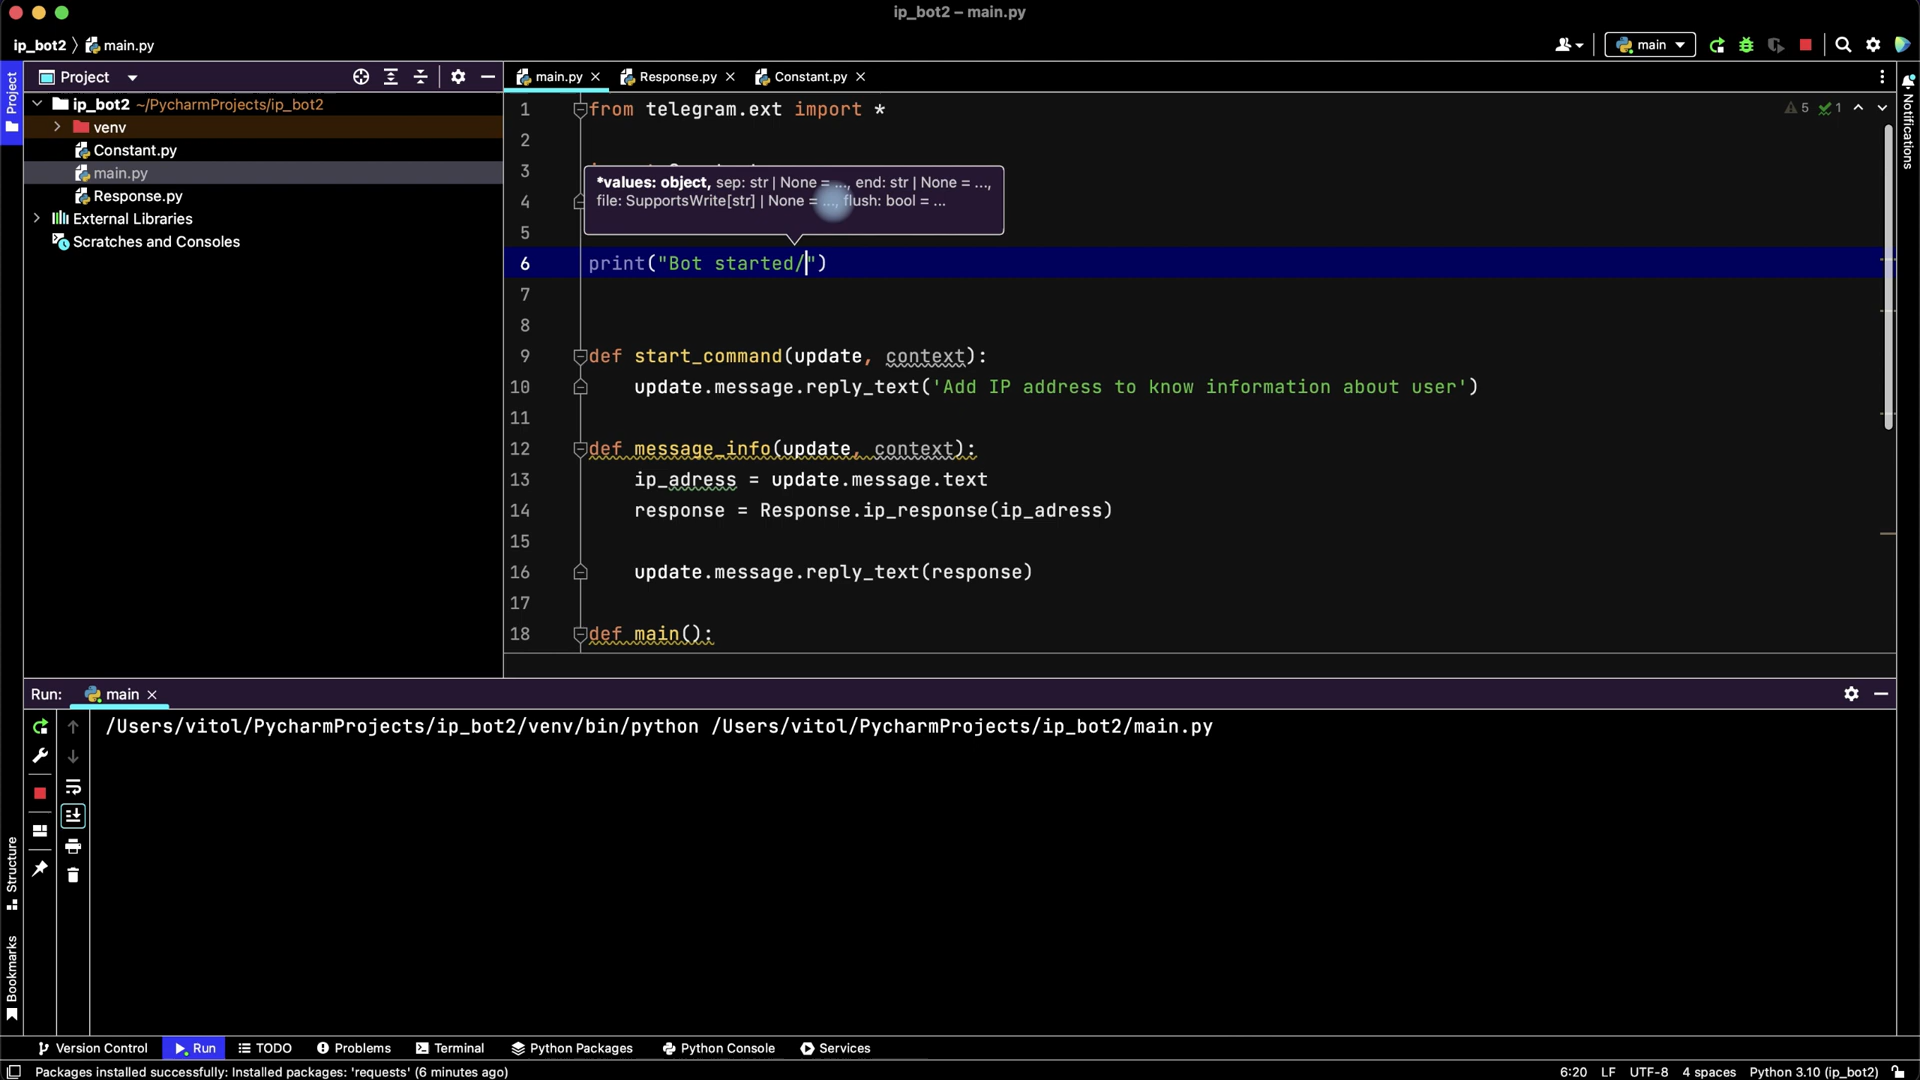 ip_bot2 – main.py
ip_bot2 main.py
main
Project
main.py
Response.py
Constant.py
Project
ip_bot2 ~/PycharmProjects/ip_bot2
venv
Constant.py
main.py
Response.py
External Libraries
Scratches and Consoles
1 from telegram.ext import *
5 1
2
3
*values: object, sep: str | None = ..., end: str | None = ...,
file: SupportsWrite[str] | None = ..., flush: bool = ...
4
5
6 print("Bot started/")
7
8
9 def start_command(update, context):
10 update.message.reply_text('Add IP address to know information about user')
11
12 def message_info(update, context):
13 ip_adress = update.message.text
14 response = Response.ip_response(ip_adress)
15
16 update.message.reply_text(response)
17
18 def main():
Notifications
Run: main
/Users/vitol/PycharmProjects/ip_bot2/venv/bin/python /Users/vitol/PycharmProjects/ip_bot2/main.py
Structure
Bookmarks
Version Control Run TODO Problems Terminal Python Packages Python Console Services
Packages installed successfully: Installed packages: 'requests' (6 minutes ago)
6:20 LF UTF-8 4 spaces Python 3.10 (ip_bot2)